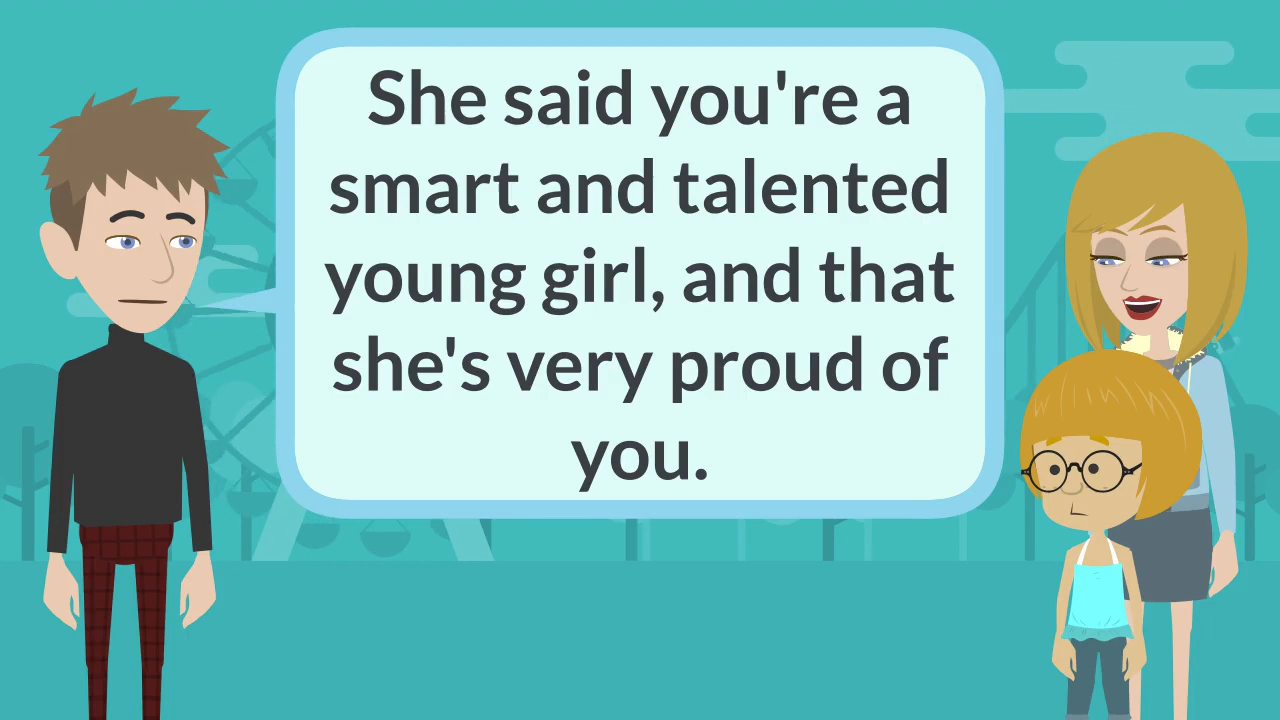 She said you're a
smart and talented
young girl, and that
she's very proud of
you.